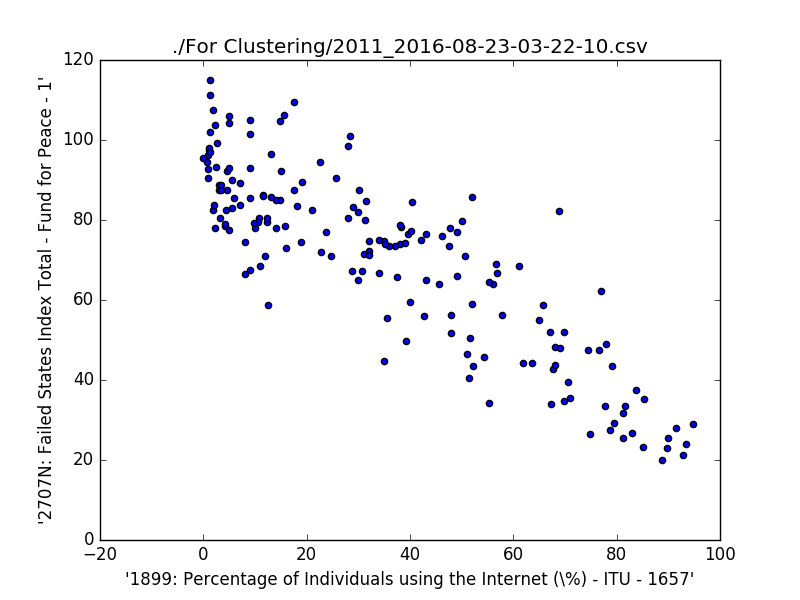 ./For Clustering/2011_2016-08-23-03-22-10.csv
'2707N: Failed States Index Total - Fund for Peace - 1'
120
100
80
60
40
20
0
−20 0 20 40 60 80 100
'1899: Percentage of Individuals using the Internet (\%) - ITU - 1657'